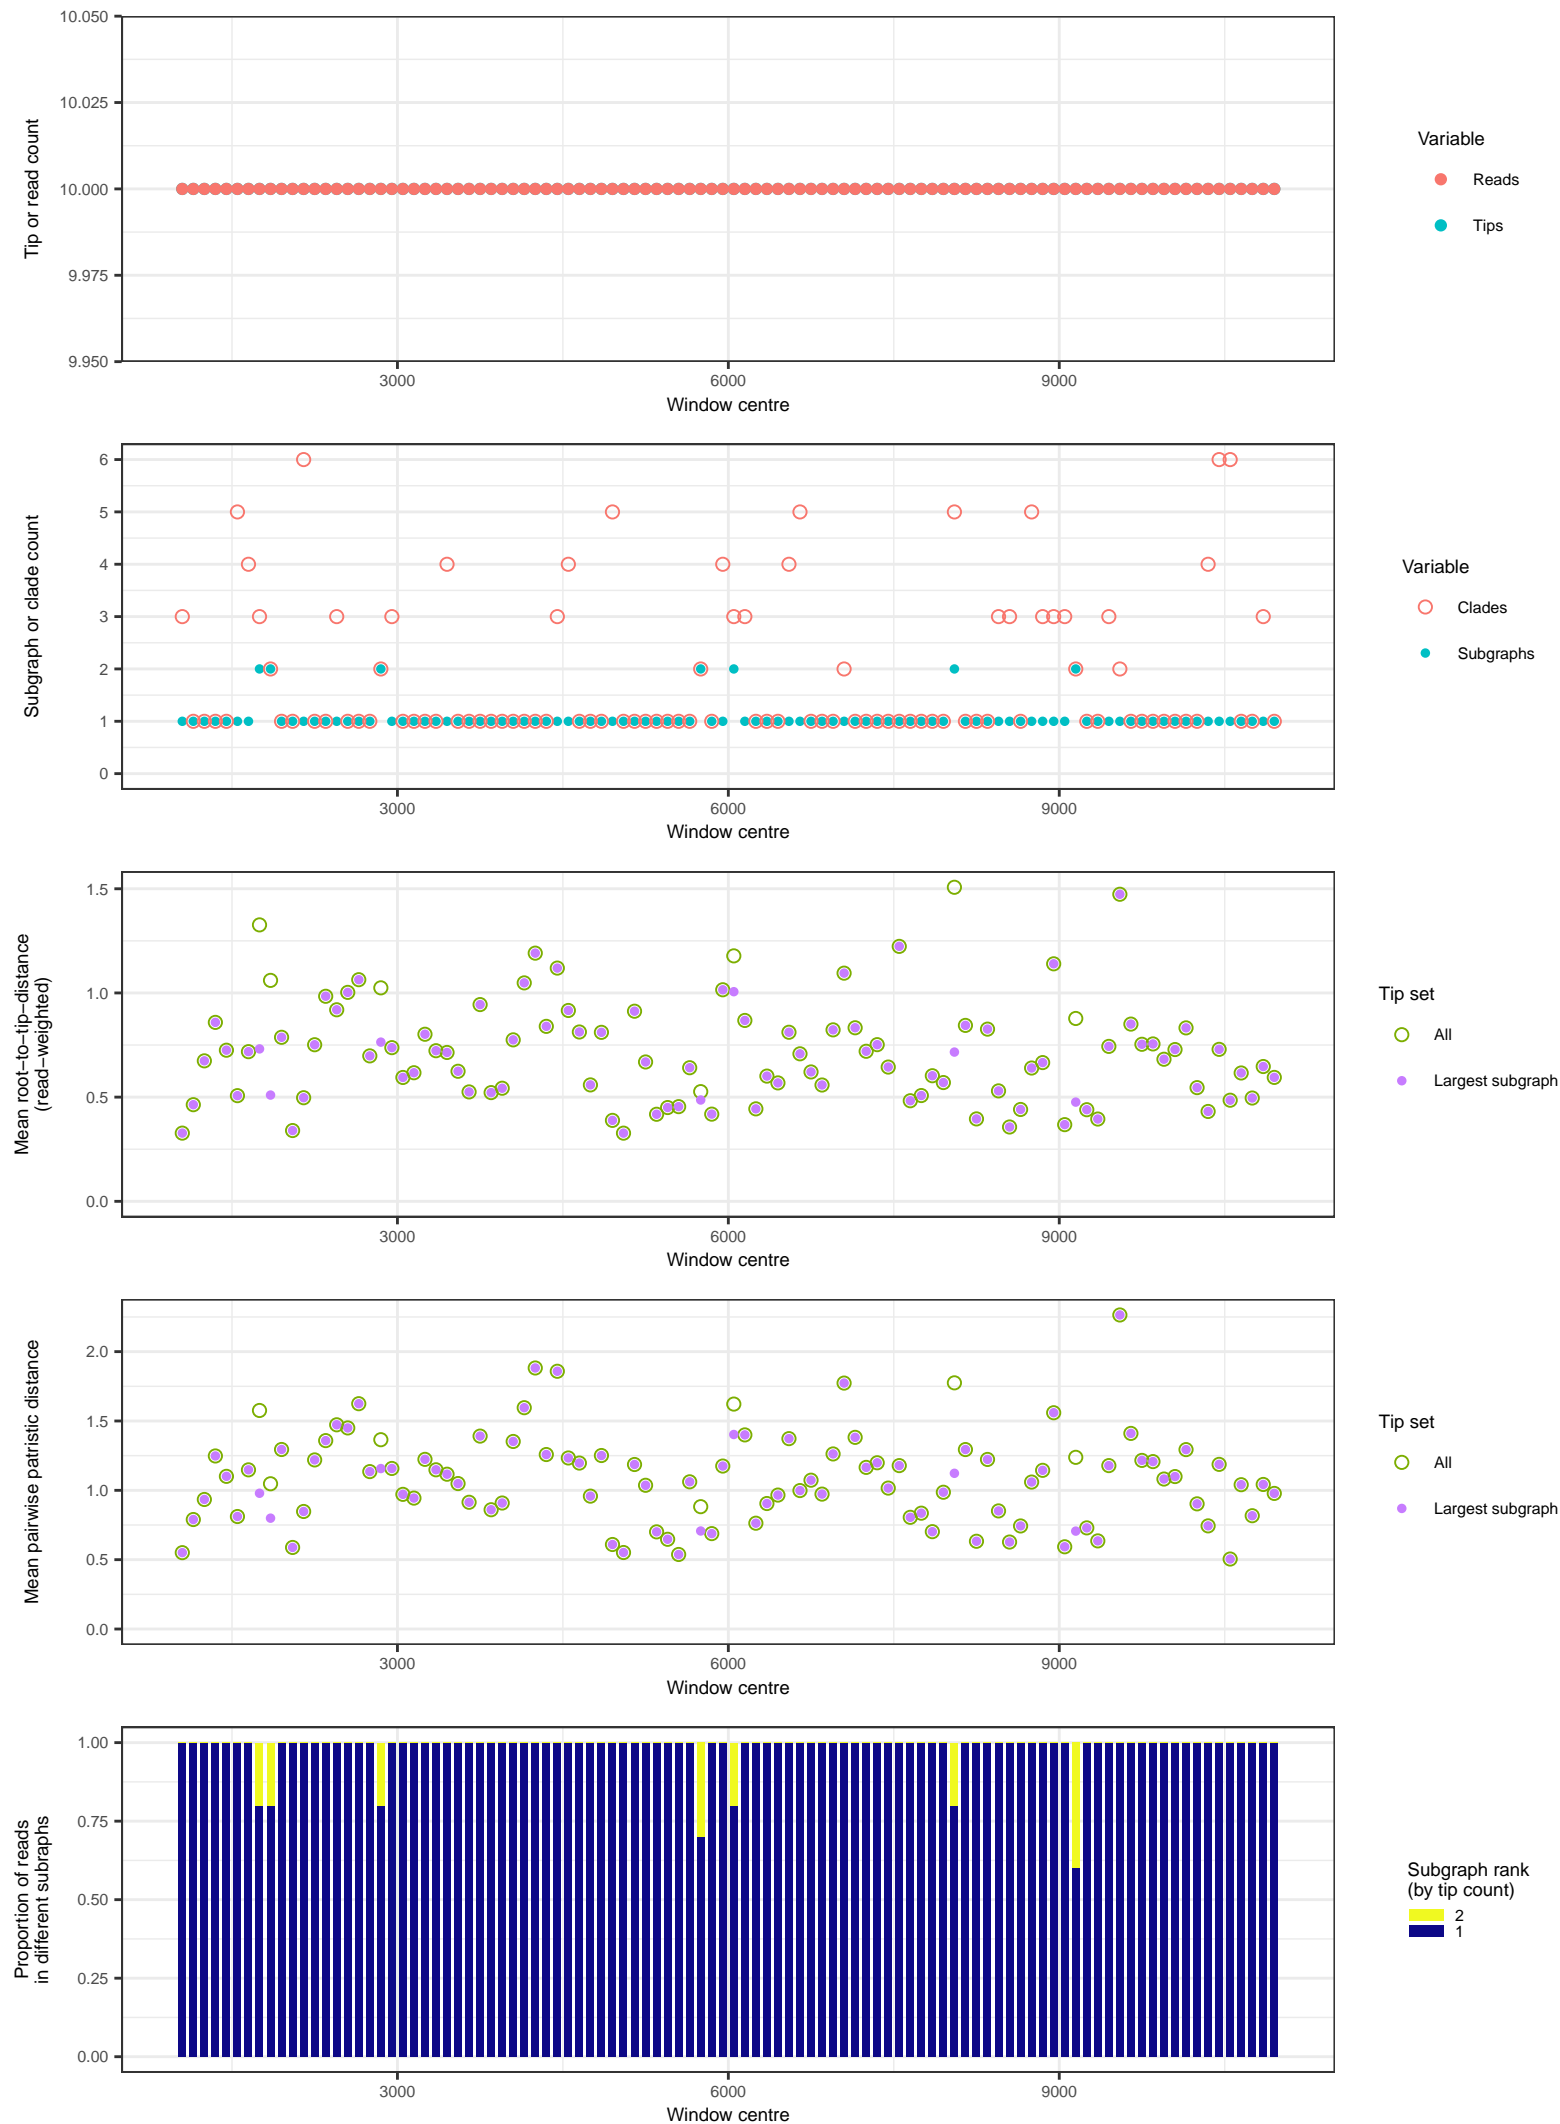 10.050
10.025
10.000
9.975
9.950
Tip or read count
3000
6000
9000
Window centre
Variable
Reads
Tips
6
5
4
3
2
1
0
Subgraph or clade count
3000
6000
9000
Window centre
Variable
Clades
Subgraphs
1.5
1.0
0.5
0.0
Mean root−to−tip−distance
(read−weighted)
3000
6000
9000
Window centre
Tip set
All
Largest subgraph
2.0
1.5
1.0
0.5
0.0
Mean pairwise patristic distance
3000
6000
9000
Window centre
Tip set
All
Largest subgraph
1.00
0.75
0.50
0.25
0.00
Proportion of reads
in different subraphs
3000
6000
9000
Window centre
Subgraph rank
(by tip count)
2
1